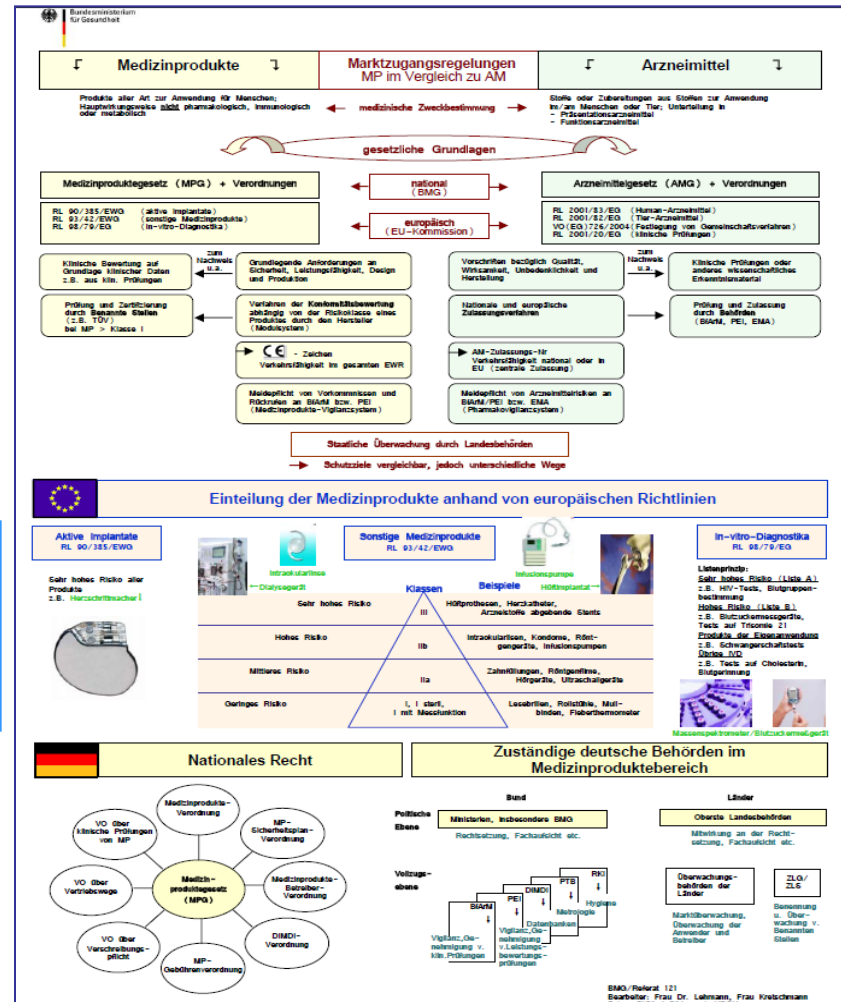 Bundesministerium
für Gesundheit
Medizinprodukte
Marktzugangsregelungen
MP im Vergleich zu AM
Arzneimittel
Produkte aller Art zur Anwendung für Menschen;
Hauptwirkungsweise nicht pharmakologisch, immunologisch
oder metabolisch
medizinische Zweckbestimmung
Stoffe oder Zubereitungen aus Stoffen zur Anwendung
im/am Menschen oder Tier; Unterteilung in
- Präsentationsarzneimittel
- Funktionsarzneimittel
gesetzliche Grundlagen
Medizinproduktegesetz (MPG) + Verordnungen
national
(BMG)
Arzneimittelgesetz (AMG) + Verordnungen
RL 90/385/EWG (aktive Implantate)
RL 93/42/EWG (sonstige Medizinprodukte)
RL 98/79/EG (In-vitro-Diagnostika)
europäisch
(EU-Kommission)
RL 2001/83/EG (Human-Arzneimittel)
RL 2001/82/EG (Tier-Arzneimittel)
VO(EG)726/2004(Festlegung von Gemeinschaftsverfahren)
RL 2001/20/EG (klinische Prüfungen)
Klinische Bewertung auf
Grundlage klinischer Daten
z.B. aus klin. Prüfungen
zum
Nachweis
u.a.
Grundlegende Anforderungen an
Sicherheit, Leistungsfähigkeit, Design
und Produktion
Vorschriften bezüglich Qualität,
Wirksamkeit, Unbedenklichkeit und
Herstellung
zum
Nachweis
u.a.
Klinische Prüfungen oder
anderes wissenschaftliches
Erkenntnismaterial
Prüfung und Zertifizierung
durch Benannte Stellen
(z.B. TÜV)
bei MP > Klasse I
Verfahren der Konformitätsbewertung
abhängig von der Risikoklasse eines
Produktes durch den Hersteller
(Modulsystem)
Nationale und europäische
Zulassungsverfahren
Prüfung und Zulassung
durch Behörden
(BfArM, PEI, EMA)
CE - Zeichen
Verkehrsfähigkeit im gesamten EWR
AM-Zulassungs-Nr
Verkehrsfähigkeit national oder in
EU (zentrale Zulassung)
Meldepflicht von Vorkommnissen und
Rückrufen an BfArM bzw. PEI
(Medizinprodukte-Vigilanzsystem)
Meldepflicht von Arzneimittelrisiken an
BfArM/PEI bzw. EMA
(Pharmakovigilanzsystem)
Staatliche Überwachung durch Landesbehörden
Schutzziele vergleichbar, jedoch unterschiedliche Wege
Einteilung der Medizinprodukte anhand von europäischen Richtlinien
Aktive Implantate
RL 90/385/EWG
Sonstige Medizinprodukte
RL 93/42/EWG
In-vitro-Diagnostika
RL 98/79/EG
Intraokularlinse
Dialysegerät
Infusionspumpe
Hüftimplantat
Sehr hohes Risiko aller
Produkte
z.B. Herzschrittmacher
Klassen
Beispiele
Sehr hohes Risiko
III
Hüftprothesen, Herzkatheter,
Arzneistoffe abgebende Stents
Hohes Risiko
IIb
Intraokularlisen, Kondome, Rönt-
gengeräte, Infusionspumpen
Mittleres Risiko
IIa
Zahnfüllungen, Röntgenfilme,
Hörgeräte, Ultraschallgeräte
Geringes Risiko
I, I steril,
I mit Messfunktion
Lesebrillen, Rollstühle, Mull-
binden, Fieberthermometer
Listenprinzip:
Sehr hohes Risiko (Liste A)
z.B. HIV-Tests, Blutgruppen-
bestimmung
Hohes Risiko (Liste B)
z.B. Blutzuckermessgeräte,
Tests auf Trisomie 21
Produkte der Eigenanwendung
z.B. Schwangerschaftstests
Übrige IVD
z.B. Tests auf Cholesterin,
Blutgerinnung
Massenspektrometer/Blutzuckermeßgerät
Nationales Recht
Zuständige deutsche Behörden im
Medizinproduktebereich
Medizinprodukte-
Verordnung
VO über
klinische Prüfungen
von MP
MP-
Sicherheitsplan-
Verordnung
VO über
Vertriebswege
Medizin-
produktegesetz
(MPG)
Medizinprodukte-
Betreiber-
Verordnung
VO über
Verschreibungs-
pflicht
DIMDI-
Verordnung
MP-
Gebührenverordnung
Bund
Länder
Politische
Ebene
Ministerien, insbesondere BMG
Rechtsetzung, Fachaufsicht etc.
Oberste Landesbehörden
Mitwirkung an der Recht-
setzung, Fachaufsicht etc.
Vollzugs-
ebene
BfArM
PEI
DIMDI
PTB
RKI
Vigilanz,Ge-
nehmigung v.
klin.Prüfungen
Vigilanz,Ge-
nehmigung
v.Leistungs-
bewertungs-
prüfungen
Datenbanken
Metrologie
Hygiene
Überwachungs-
behörden der
Länder
Marktüberwachung,
Überwachung der
Anwender und
Betreiber
ZLG/
ZLS
Benennung
u. Über-
wachung v.
Benannten
Stellen
BMG/Referat 121
Bearbeiter: Frau Dr. Lehmann, Frau Kretschmann